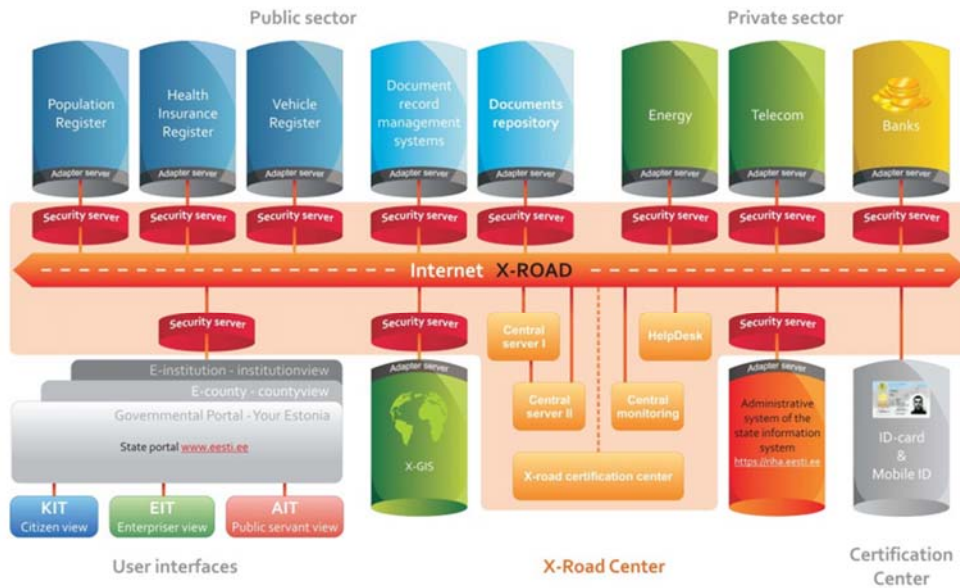 Public sector
Private sector
Population
Register
Health
Insurance
Register
Vehicle
Register
Document
record
management
systems
Documents
repository
Energy
Telecom
Banks
Adapter server
Adapter server
Adapter server
Adapter server
Adapter server
Adapter server
Adapter server
Adapter server
Security server
Security server
Security server
Security server
Security server
Security server
Security server
Security server
Internet X-ROAD
Security server
Security server
Central
server I
HelpDesk
Security server
E-institution - institutionview
E-county - countyview
Governmental Portal - Your Estonia
State portal www.eesti.ee
Adapter server
X-GIS
Central
server II
Central
monitoring
X-road certification center
Adapter server
Administrative
system of the
state information
system
https://riha.eesti.ee
ID-card
&
Mobile ID
KIT
Citizen view
EIT
Enterpriser view
AIT
Public servant view
User interfaces
X-Road Center
Certification
Center